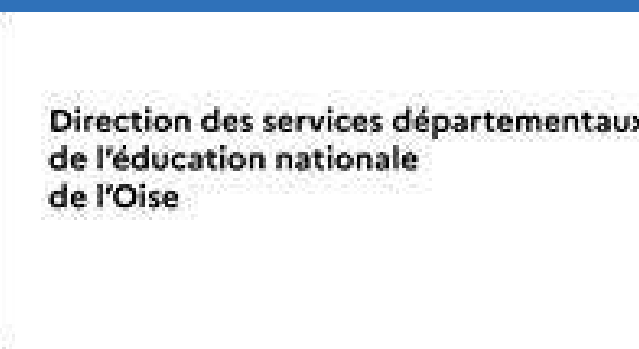 Direction des services départementaux
de l'éducation nationale
de l'Oise